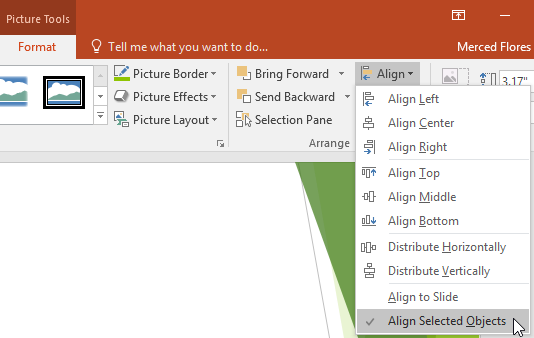 Picture Tools
Format
Tell me what you want to do...
Merced Flores
Picture Border
Bring Forward
Align
3.17"
Picture Effects
Send Backward
Picture Layout
Selection Pane
Arrange
Align Left
Align Center
Align Right
Align Top
Align Middle
Align Bottom
Distribute Horizontally
Distribute Vertically
Align to Slide
Align Selected Objects